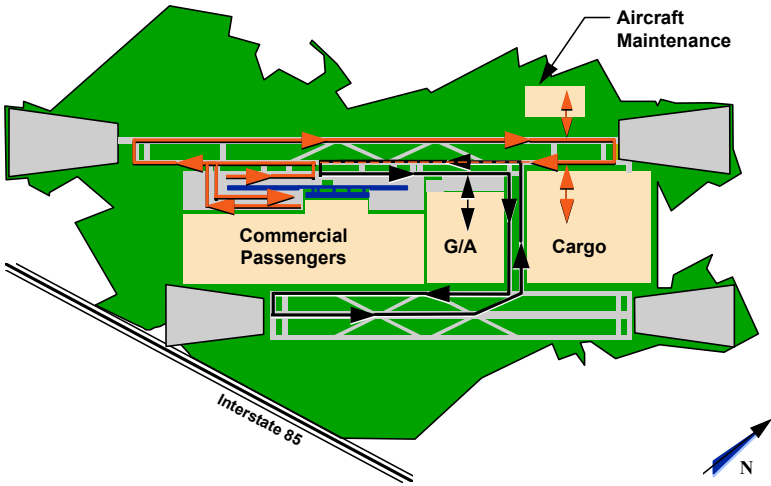 Aircraft
Maintenance
Commercial
Passengers
G/A
Cargo
Interstate 85
N